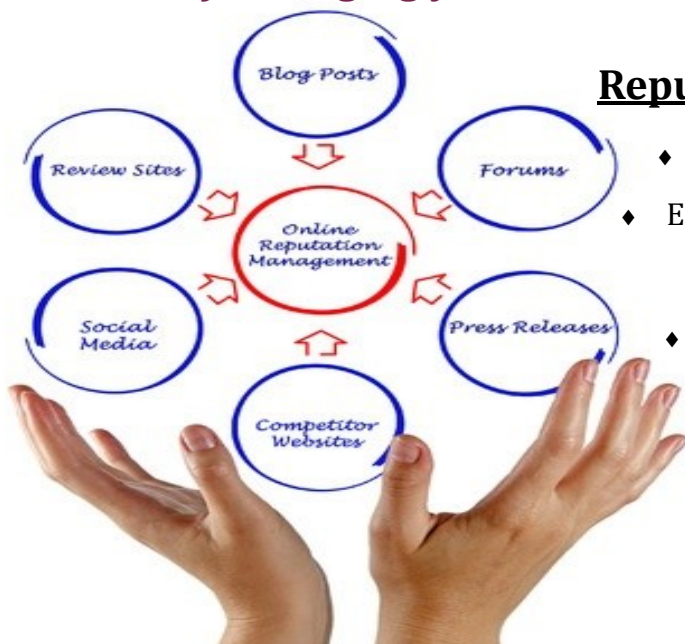 Blog Posts
Repu
Review Sites
Forums
♦
♦ E
Online
Reputation
Management
Social
Media
Press Releases
♦
Competitor
Websites